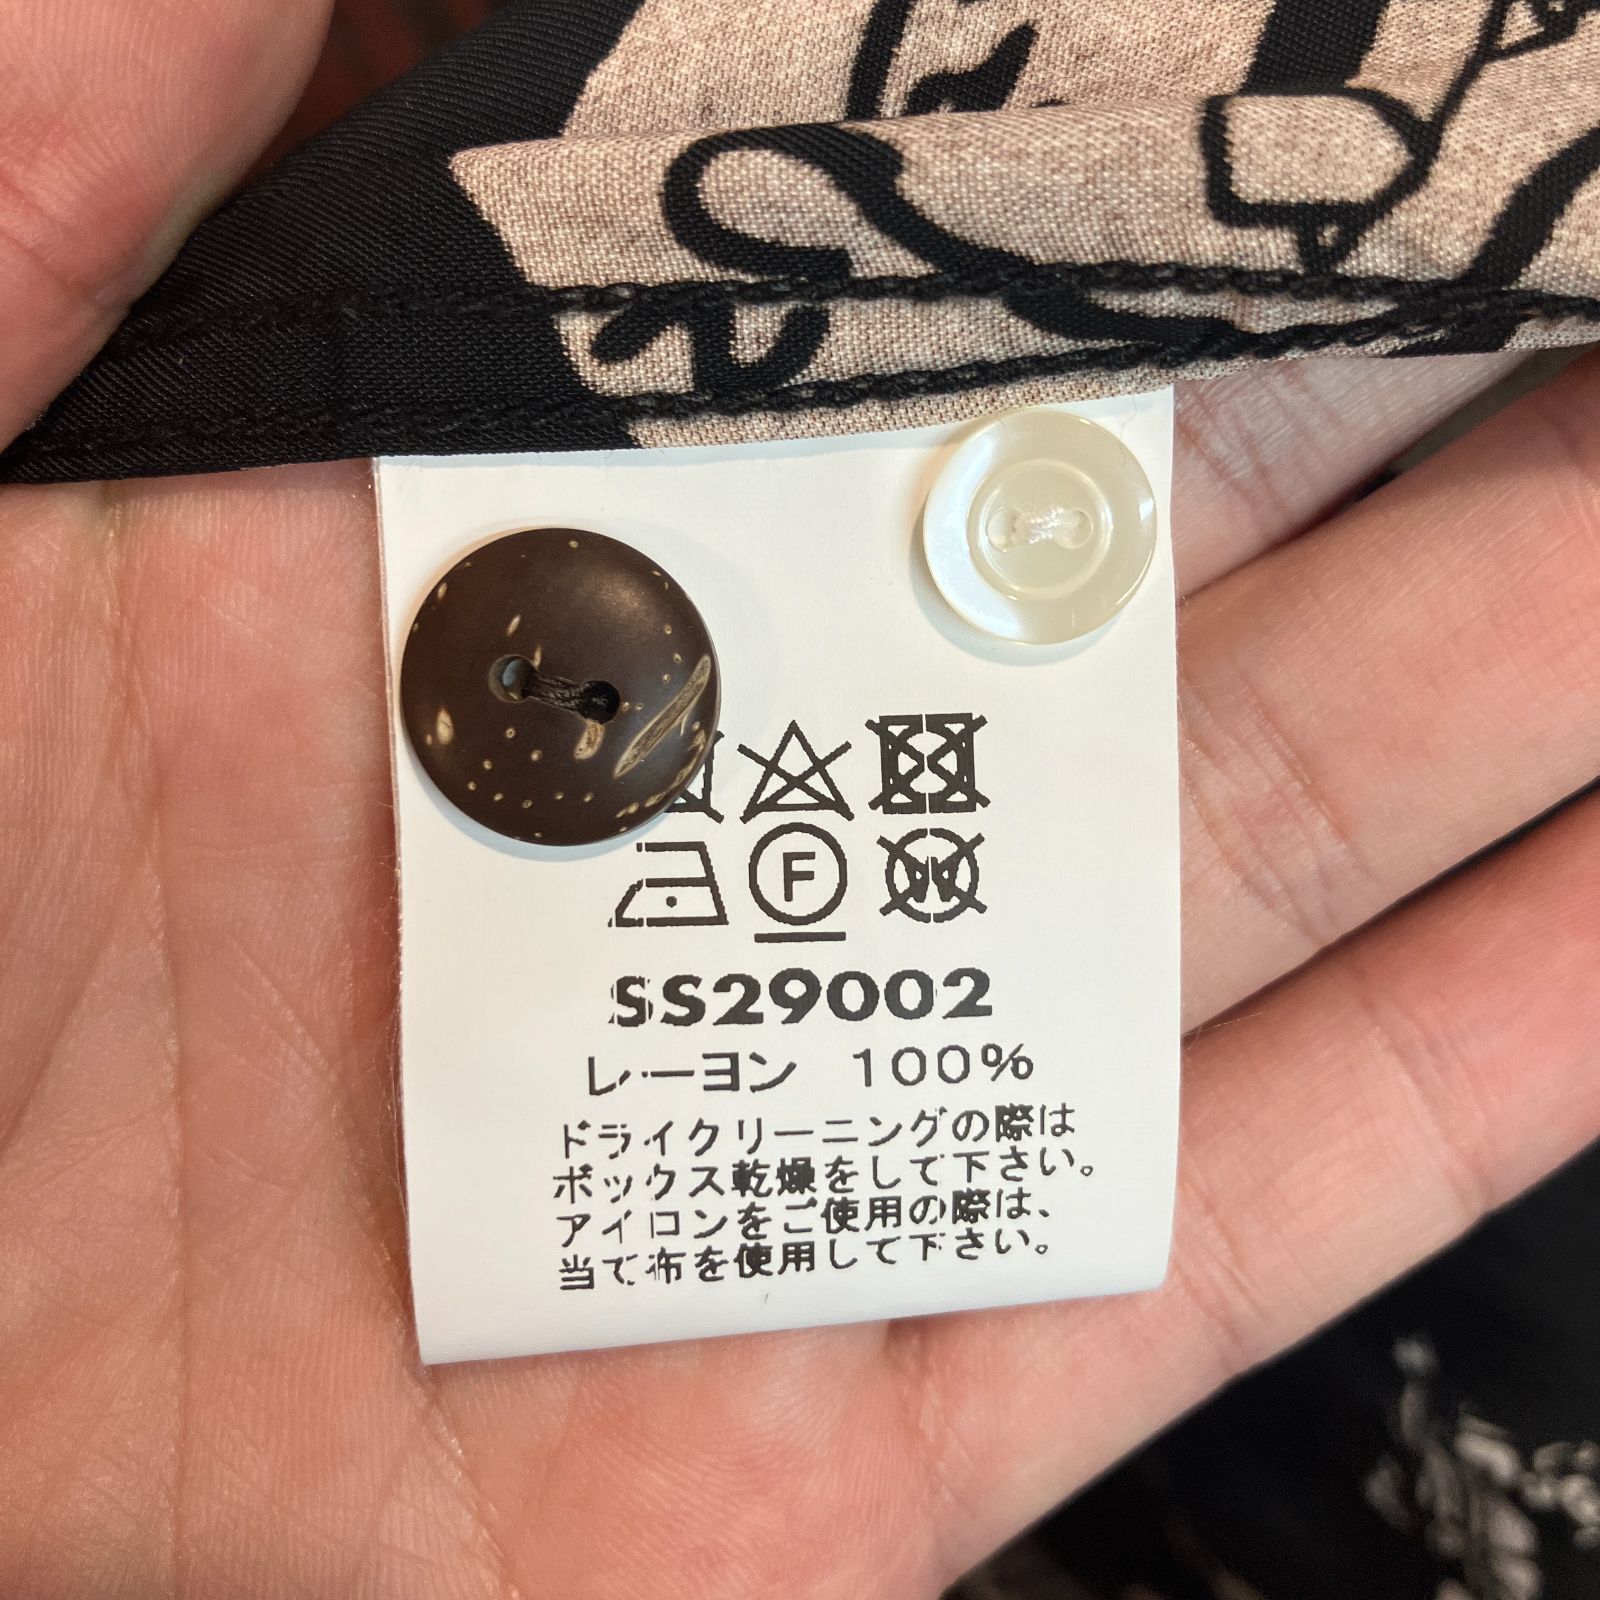 F
W
SS29002
レーヨン 100%
ドライクリーニングの際は
ボックス乾燥をして下さい。
アイロンをご使用の際は、
当て布を使用して下さい。